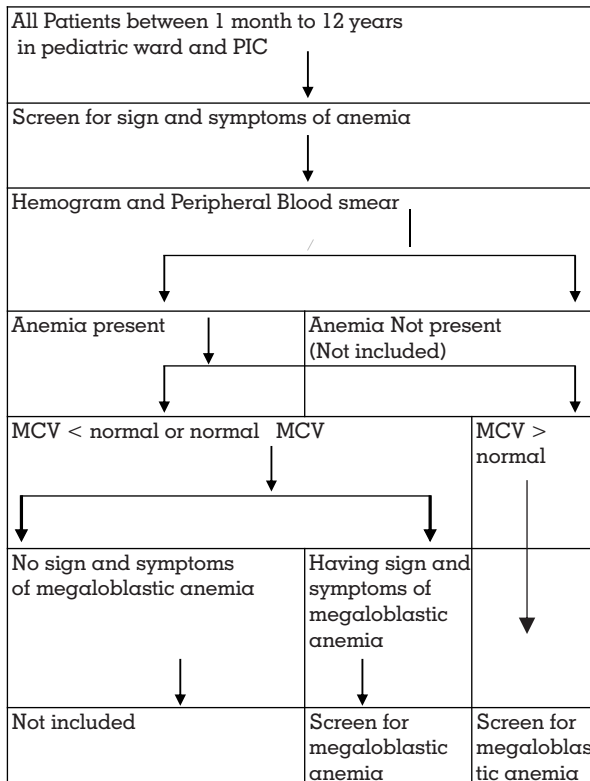 All Patients between 1 month to 12 years
in pediatric ward and PIC
Screen for sign and symptoms of anemia
Hemogram and Peripheral Blood smear
Anemia present
Anemia Not present
(Not included)
MCV < normal or normal MCV
MCV >
normal
No sign and symptoms
of megaloblastic anemia
Having sign and
symptoms of
megaloblastic
anemia
Not included
Screen for
megaloblastic
anemia
Screen for
megaloblas
tic anemia